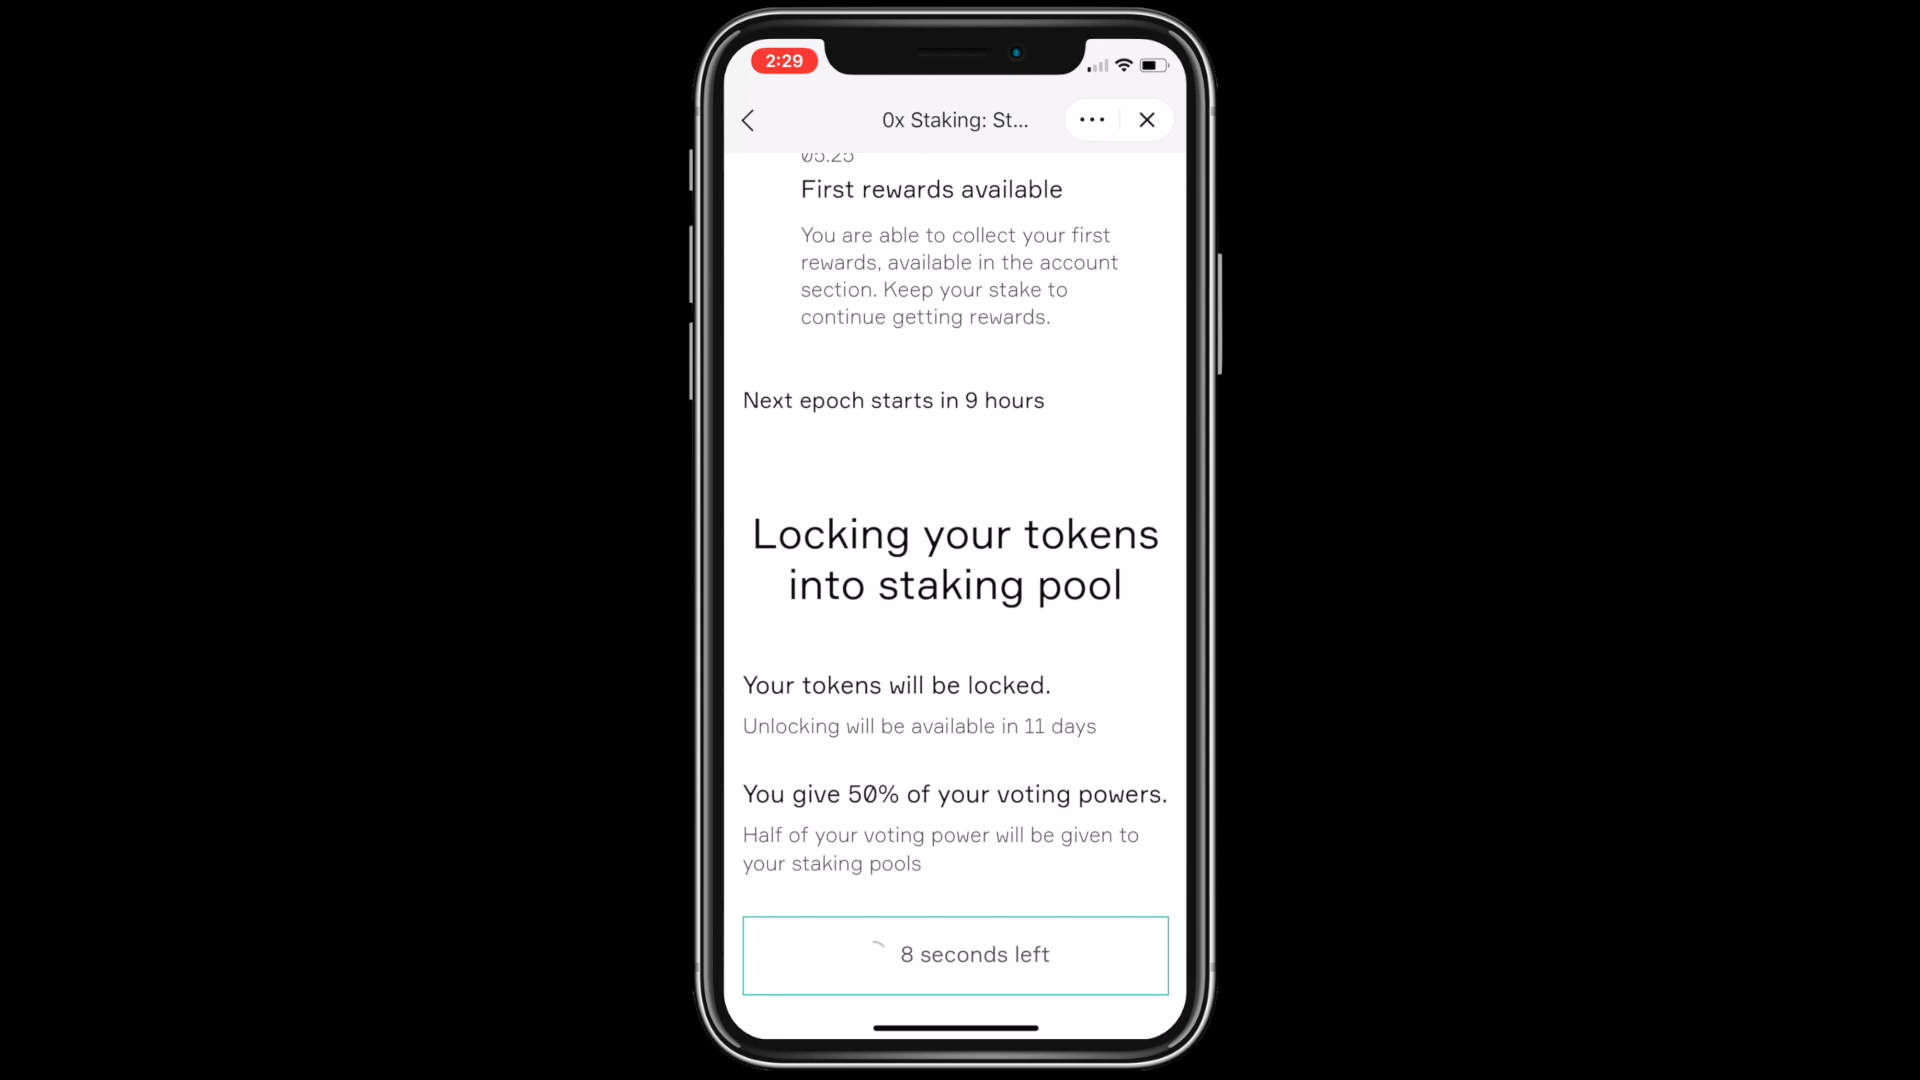 2:29
0x Staking: St...
05.25
First rewards available
You are able to collect your first
rewards, available in the account
section. Keep your stake to
continue getting rewards.
Next epoch starts in 9 hours
Locking your tokens
into staking pool
Your tokens will be locked.
Unlocking will be available in 11 days
You give 50% of your voting powers.
Half of your voting power will be given to
your staking pools
8 seconds left